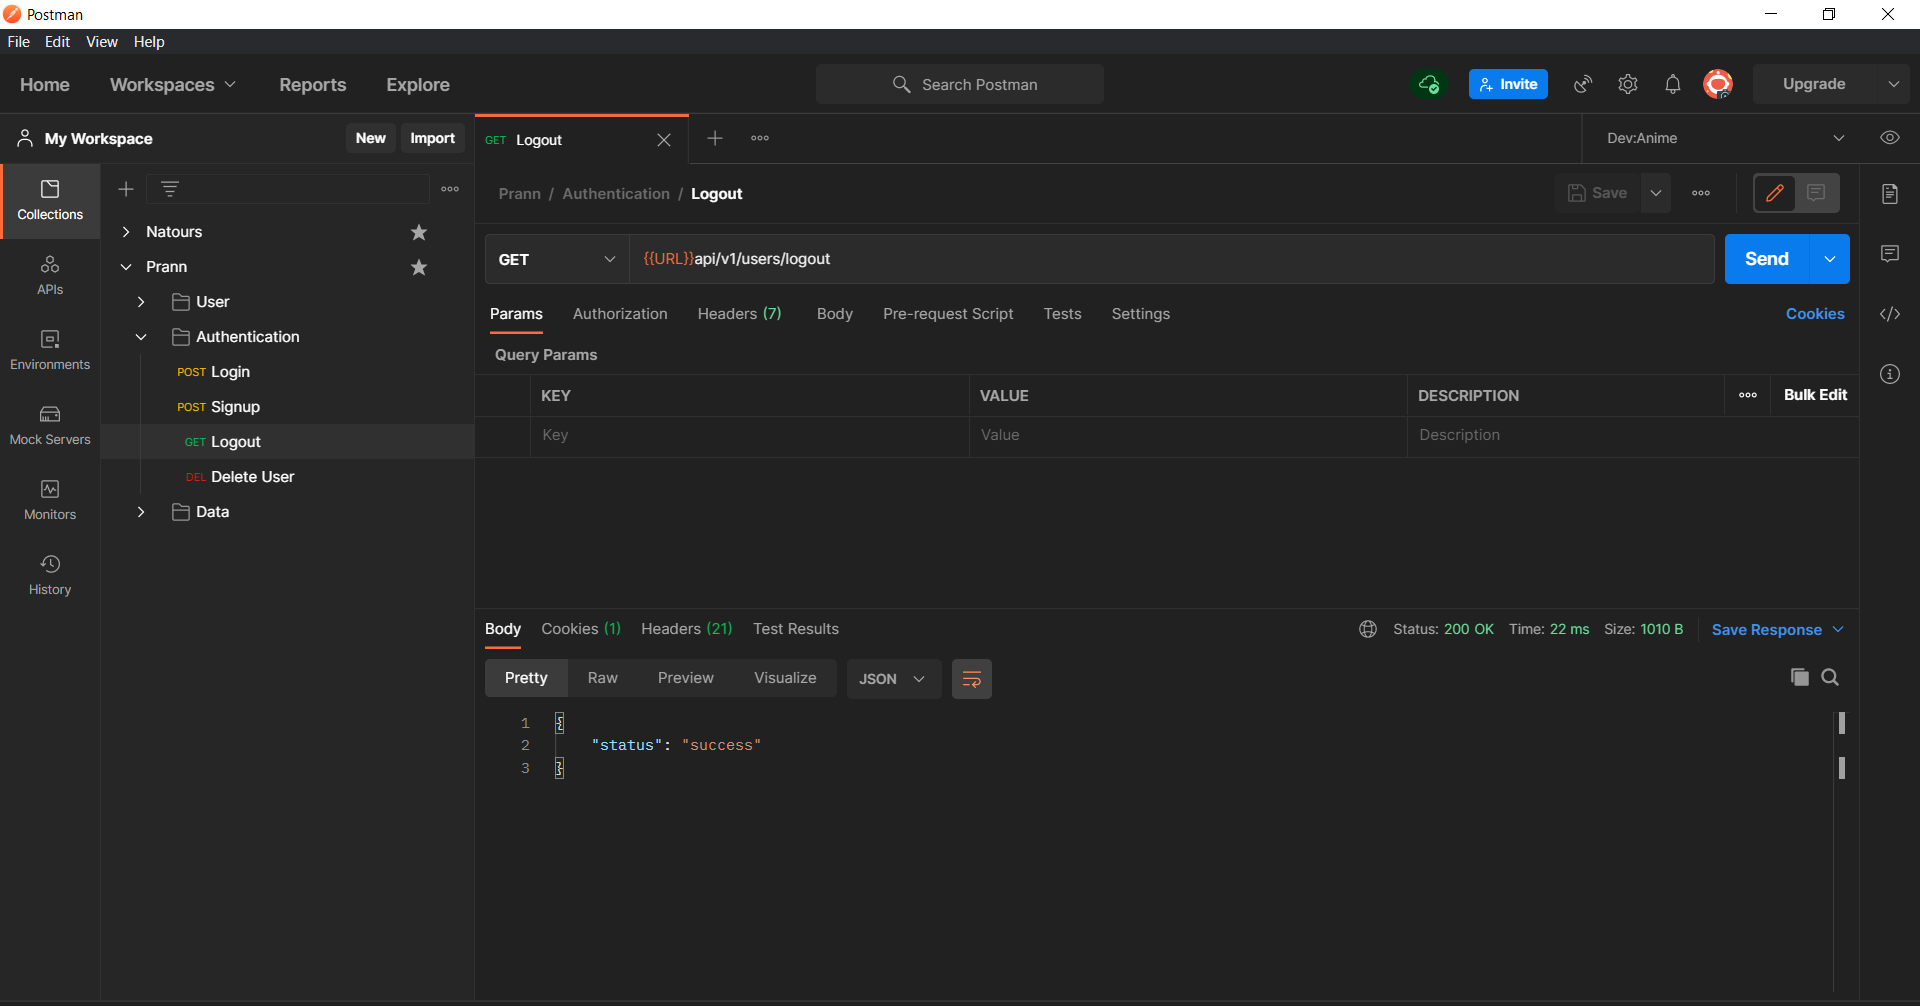 Postman
File Edit View Help
Home Workspaces Reports Explore Search Postman Invite Upgrade
My Workspace New Import GET Logout Dev:Anime
Collections
APIs
Environments
Mock Servers
Monitors
History
Natours
Prann
User
Authentication
POST Login
POST Signup
GET Logout
DEL Delete User
Data
Prann / Authentication / Logout Save
GET {{URL}}api/v1/users/logout Send
Params Authorization Headers (7) Body Pre-request Script Tests Settings Cookies
Query Params
KEY VALUE DESCRIPTION Bulk Edit
Key Value Description
Body Cookies (1) Headers (21) Test Results Status: 200 OK Time: 22 ms Size: 1010 B Save Response
Pretty Raw Preview Visualize JSON
1 {
2 "status": "success"
3 }